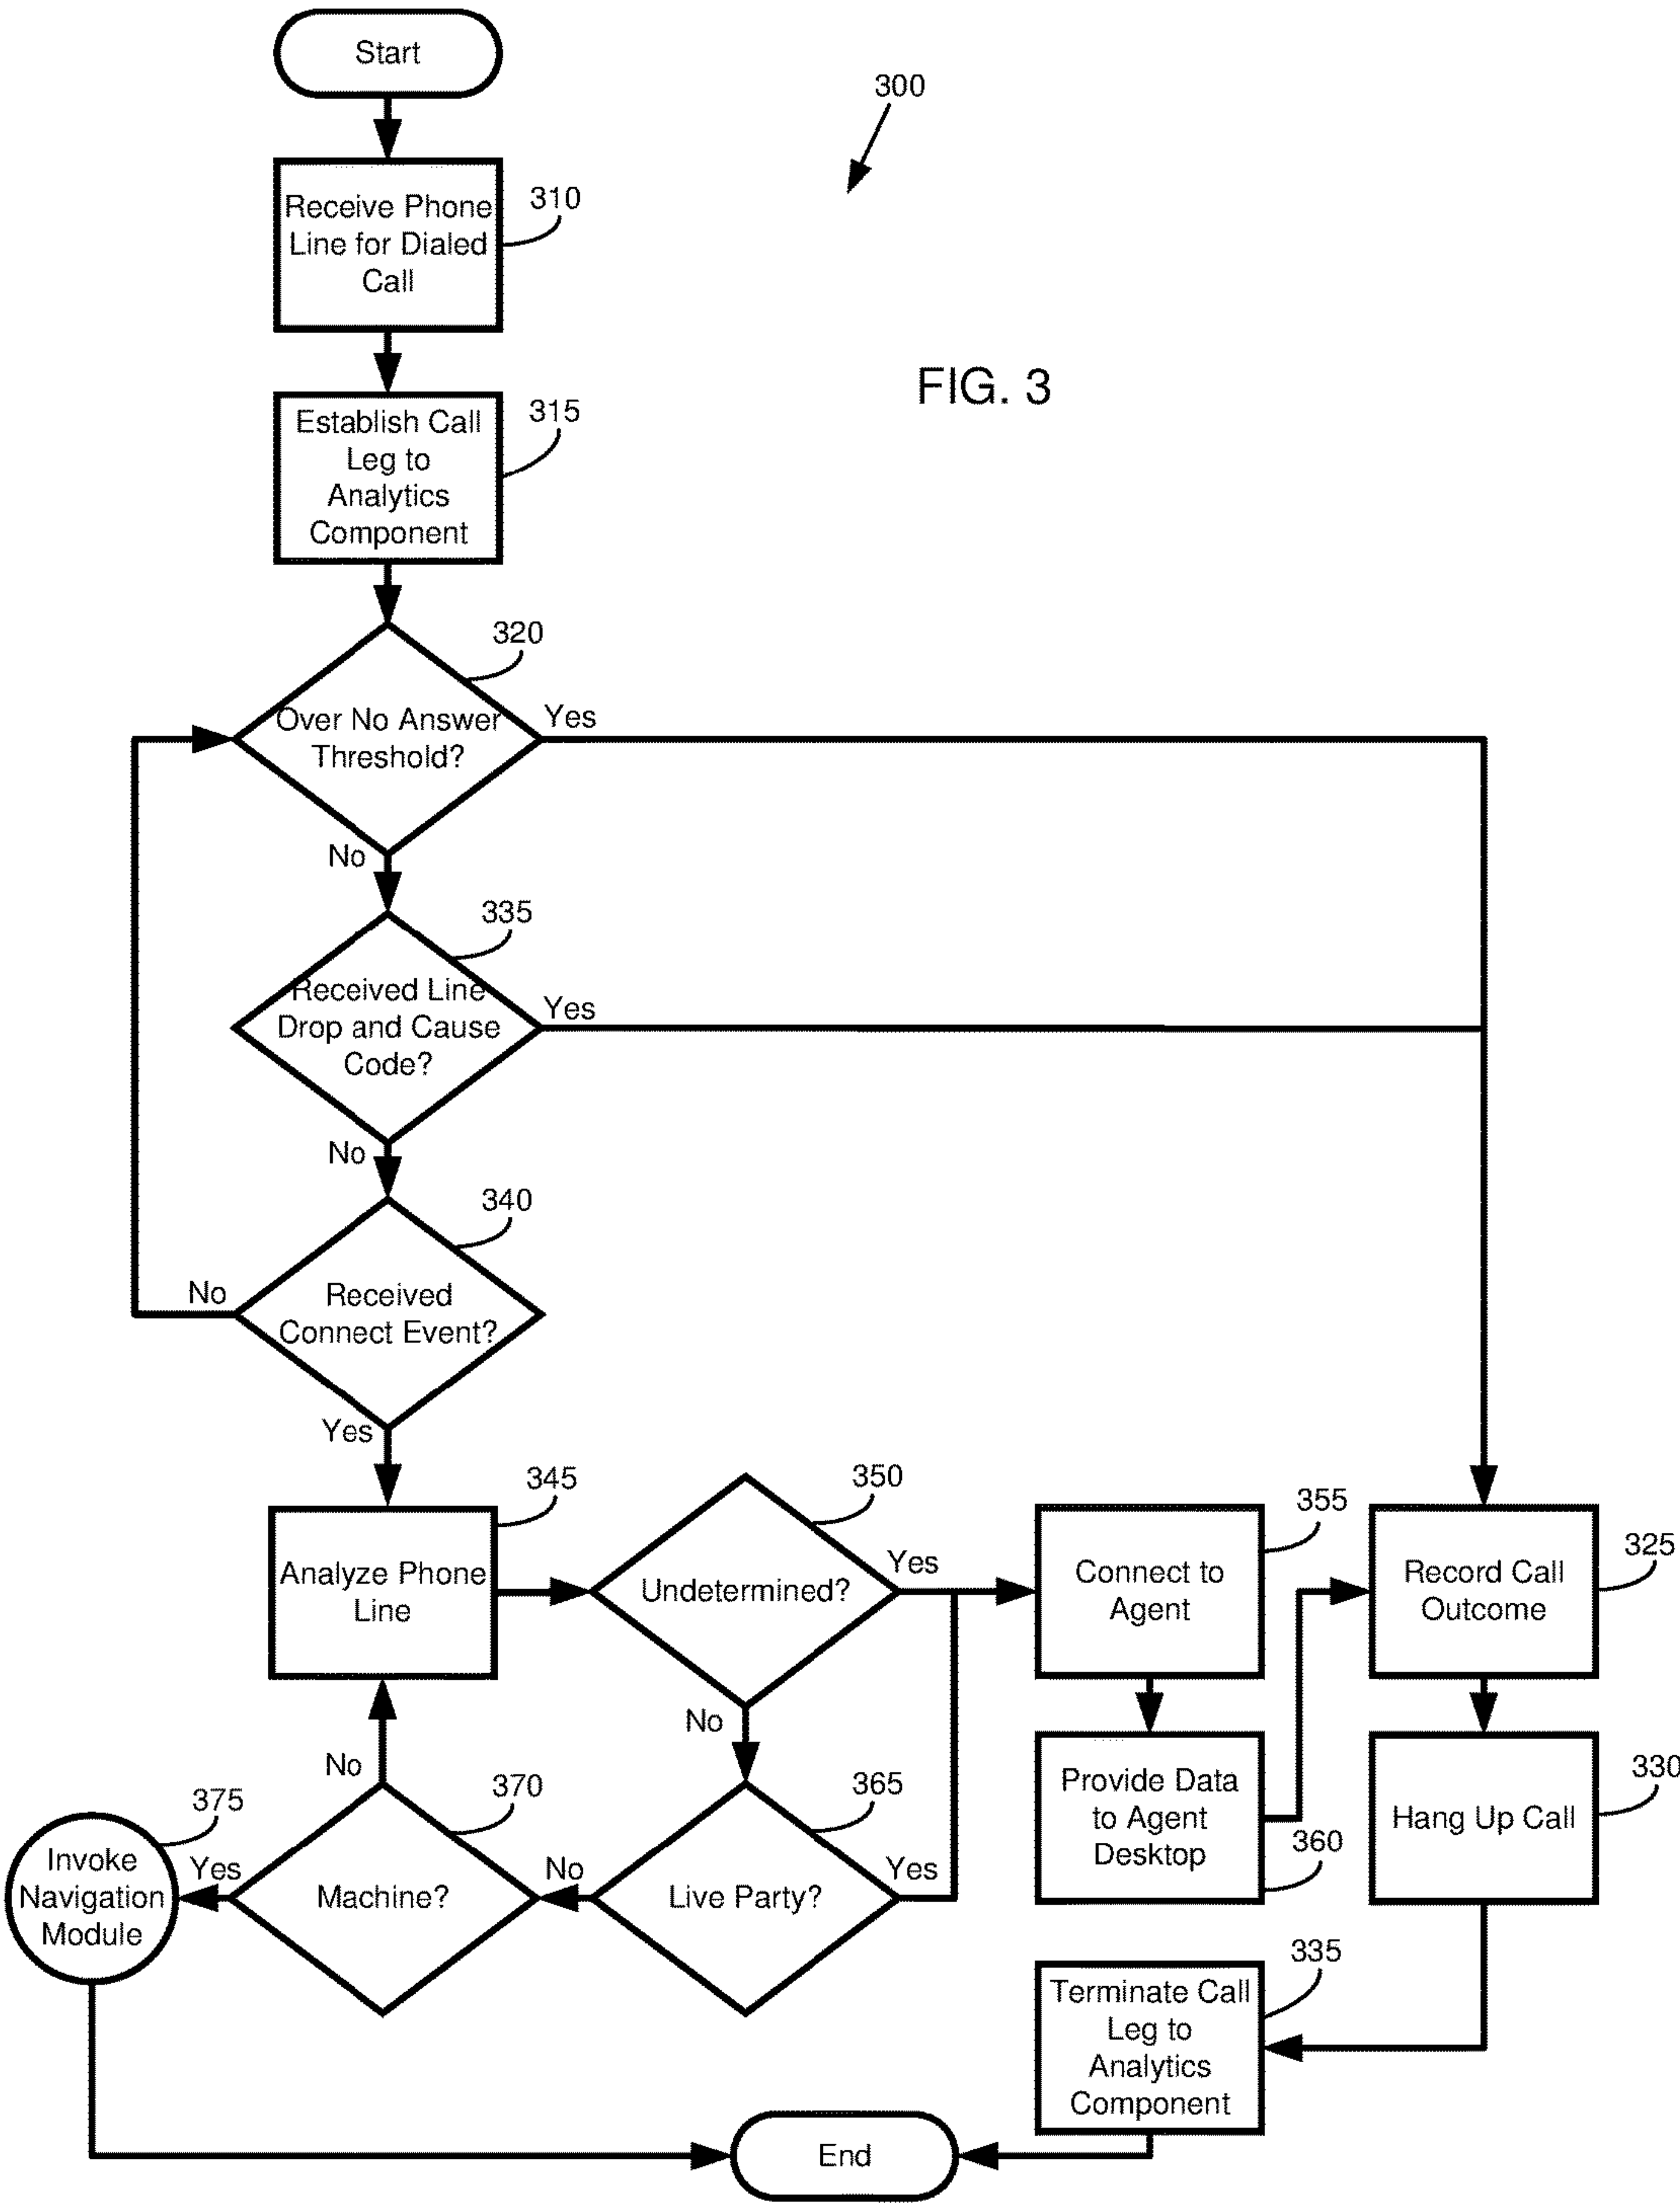 Start
300
Receive Phone
Line for Dialed
Call
310
FIG. 3
Establish Call
Leg to
Analytics
Component
315
320
Over No Answer
Threshold?
Yes
No
335
Received Line
Drop and Cause
Code?
Yes
No
340
Received
Connect Event?
No
Yes
345
Analyze Phone
Line
350
Undetermined?
Yes
No
355
Connect to
Agent
325
Record Call
Outcome
360
Provide Data
to Agent
Desktop
330
Hang Up Call
365
Live Party?
Yes
No
370
Machine?
No
Yes
375
Invoke
Navigation
Module
335
Terminate Call
Leg to
Analytics
Component
End